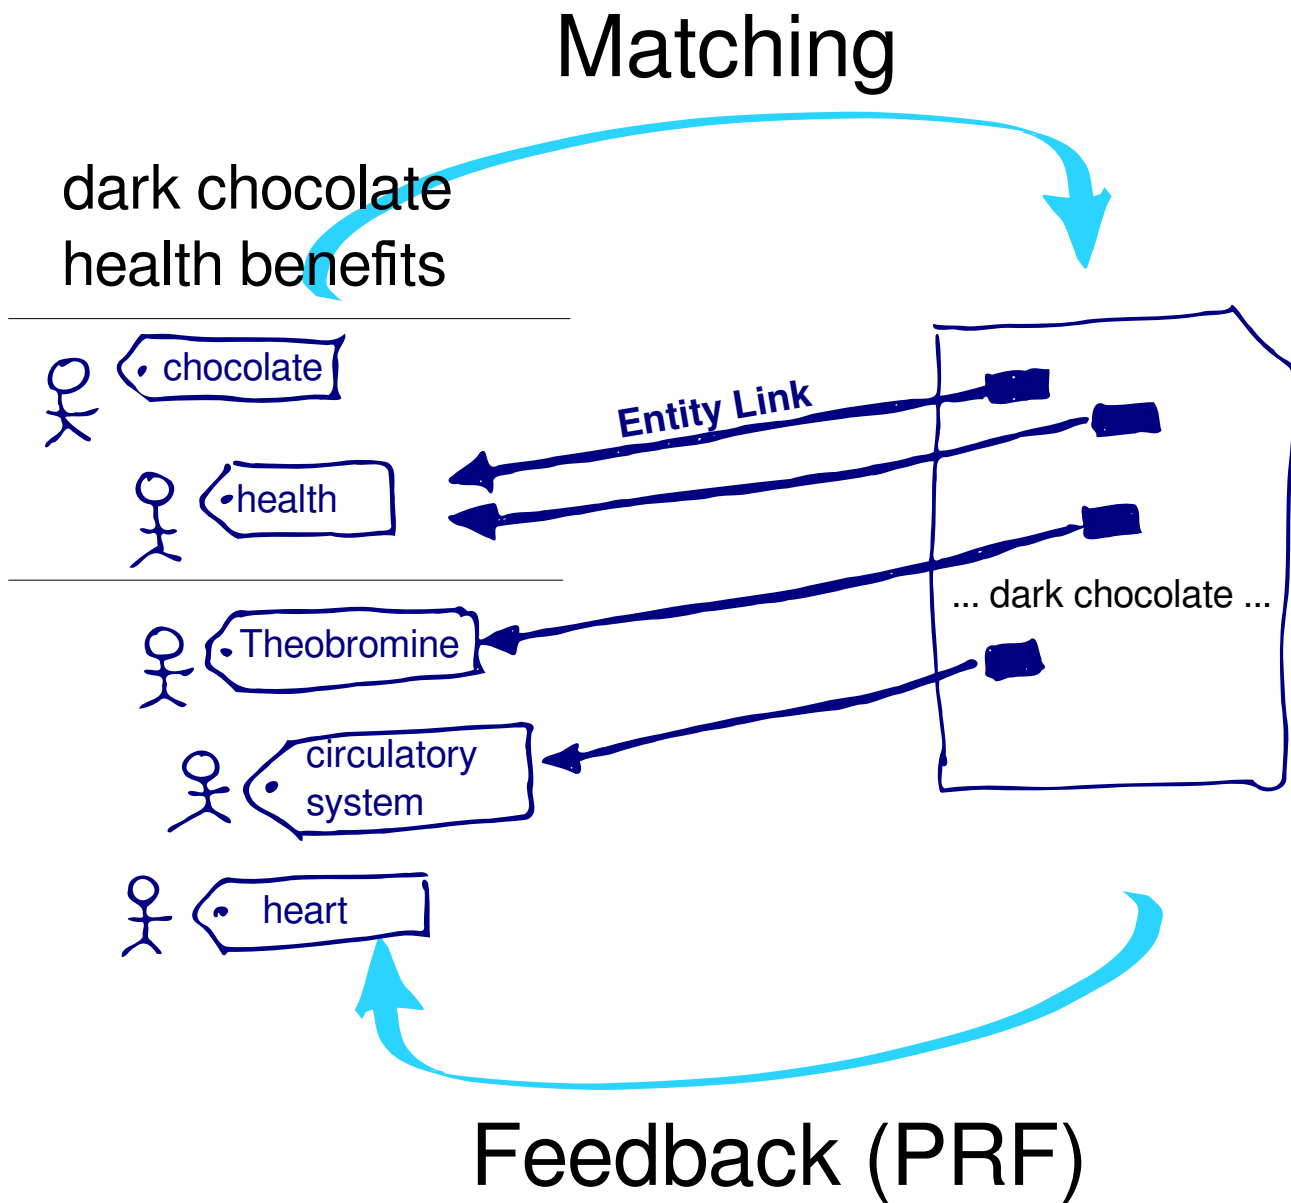 Matching
dark chocolate
health benefits
chocolate
Entity Link
health
... dark chocolate ...
Theobromine
circulatory
system
heart
Feedback (PRF)